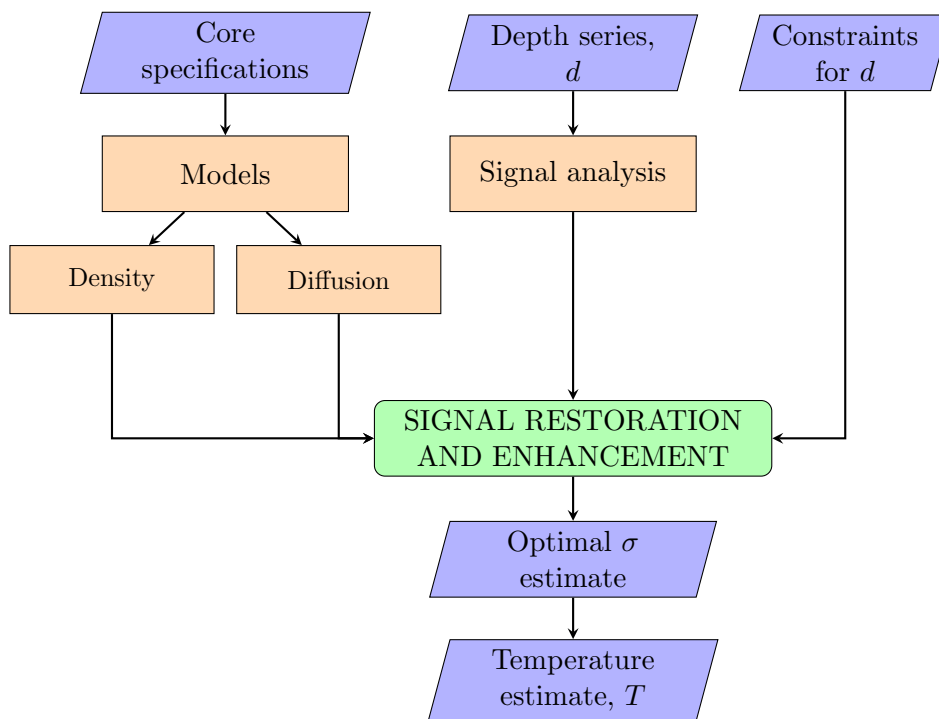 Core
specifications
Depth series,
d
Constraints
for d
Models
Signal analysis
Density
Diffusion
SIGNAL RESTORATION
AND ENHANCEMENT
Optimal σ
estimate
Temperature
estimate, T